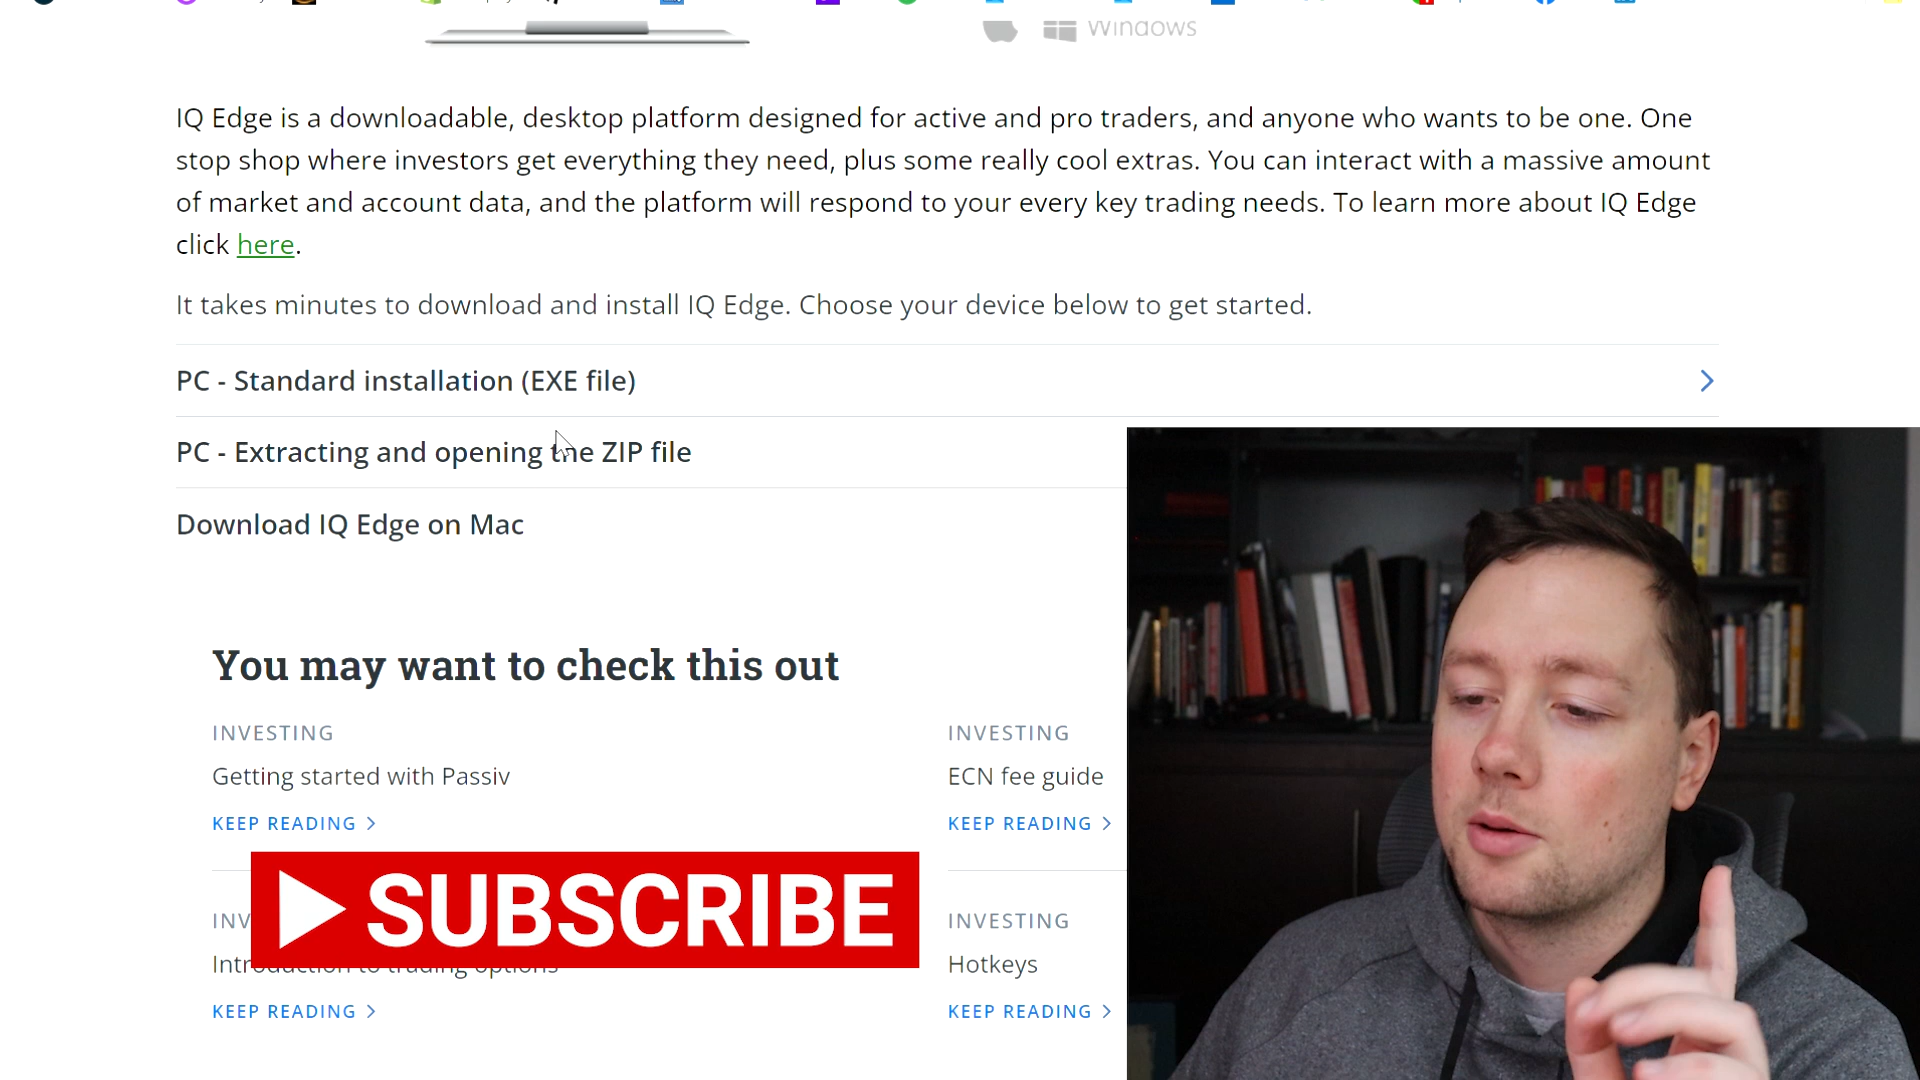 Windows
IQ Edge is a downloadable, desktop platform designed for active and pro traders, and anyone who wants to be one. One
stop shop where investors get everything they need, plus some really cool extras. You can interact with a massive amount
of market and account data, and the platform will respond to your every key trading needs. To learn more about IQ Edge
click here.
It takes minutes to download and install IQ Edge. Choose your device below to get started.
PC - Standard installation (EXE file)
PC - Extracting and opening the ZIP file
Download IQ Edge on Mac
You may want to check this out
INVESTING
Getting started with Passiv
KEEP READING >
INVESTING
ECN fee guide
KEEP READING >
SUBSCRIBE
INV
Introduction to trading options
KEEP READING >
INVESTING
Hotkeys
KEEP READING >